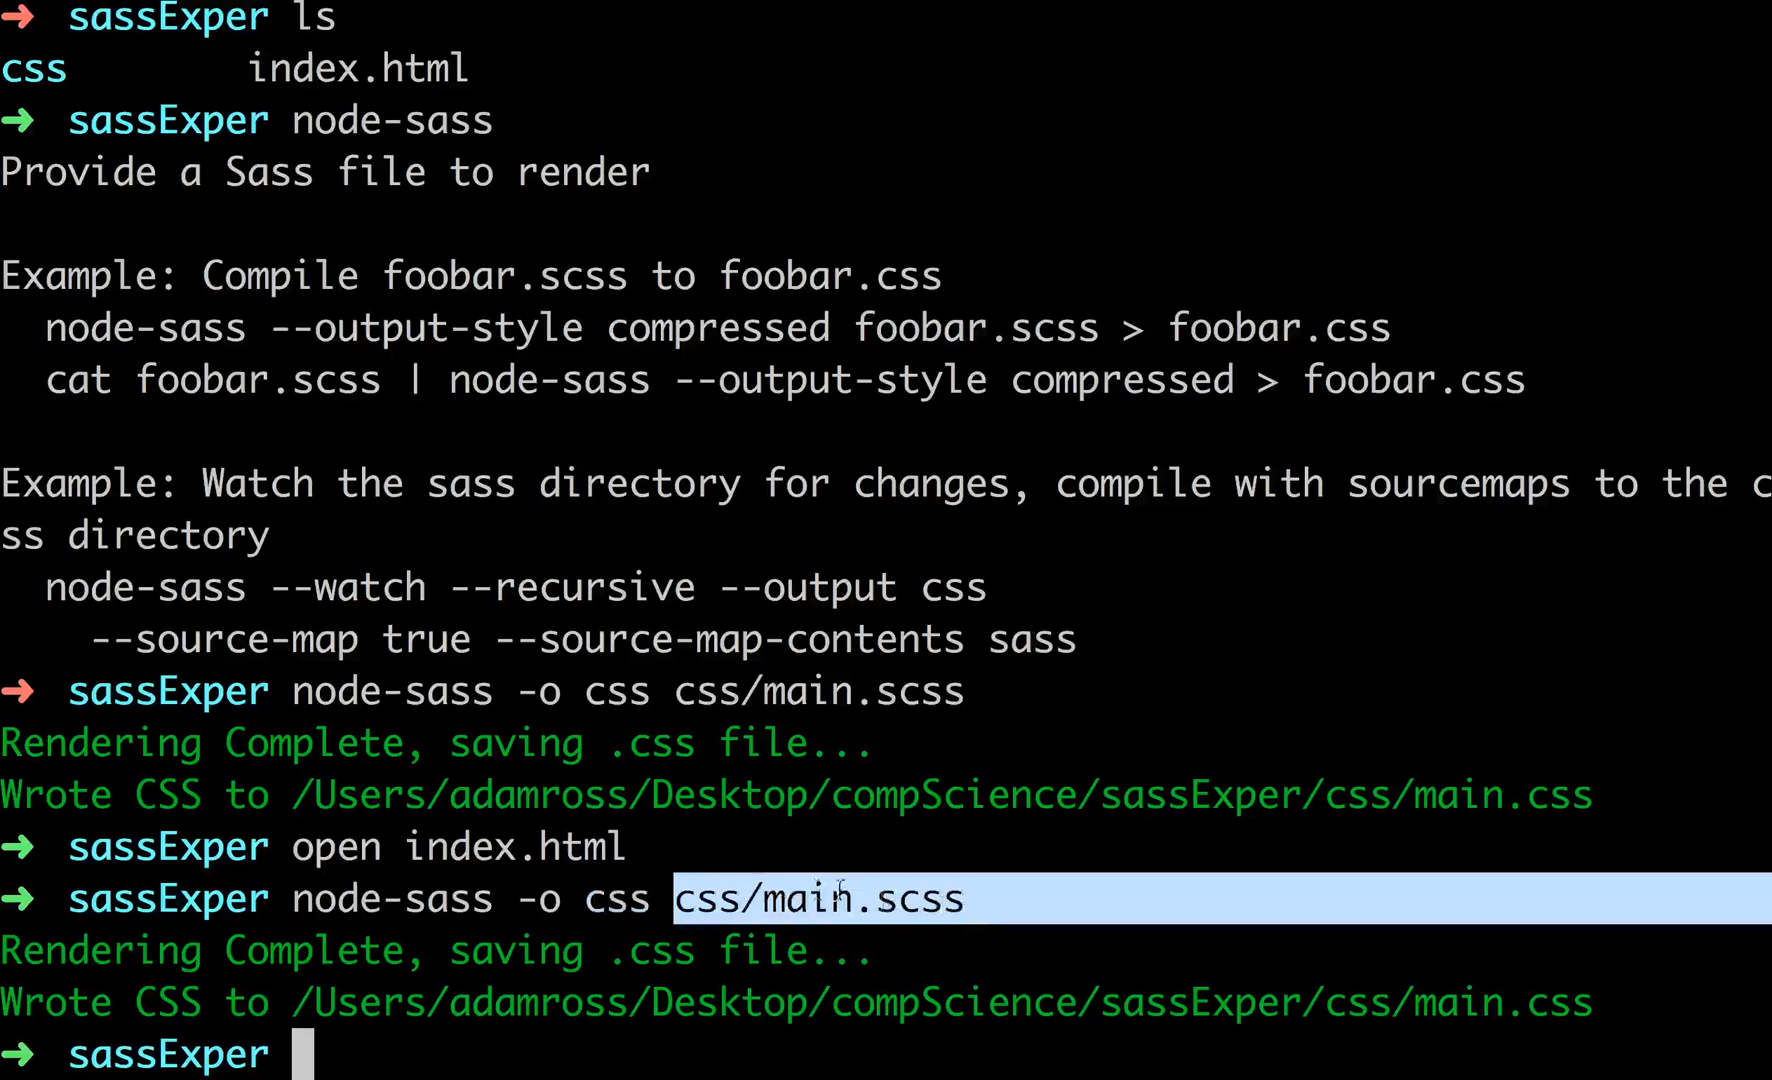 ➜ sassExper ls
css index.html
➜ sassExper node-sass
Provide a Sass file to render
Example: Compile foobar.scss to foobar.css
node-sass --output-style compressed foobar.scss > foobar.css
cat foobar.scss | node-sass --output-style compressed > foobar.css
Example: Watch the sass directory for changes, compile with sourcemaps to the c
ss directory
node-sass --watch --recursive --output css
--source-map true --source-map-contents sass
➜ sassExper node-sass -o css css/main.scss
Rendering Complete, saving .css file...
Wrote CSS to /Users/adamross/Desktop/compScience/sassExper/css/main.css
➜ sassExper open index.html
➜ sassExper node-sass -o css css/main.scss
Rendering Complete, saving .css file...
Wrote CSS to /Users/adamross/Desktop/compScience/sassExper/css/main.css
➜ sassExper